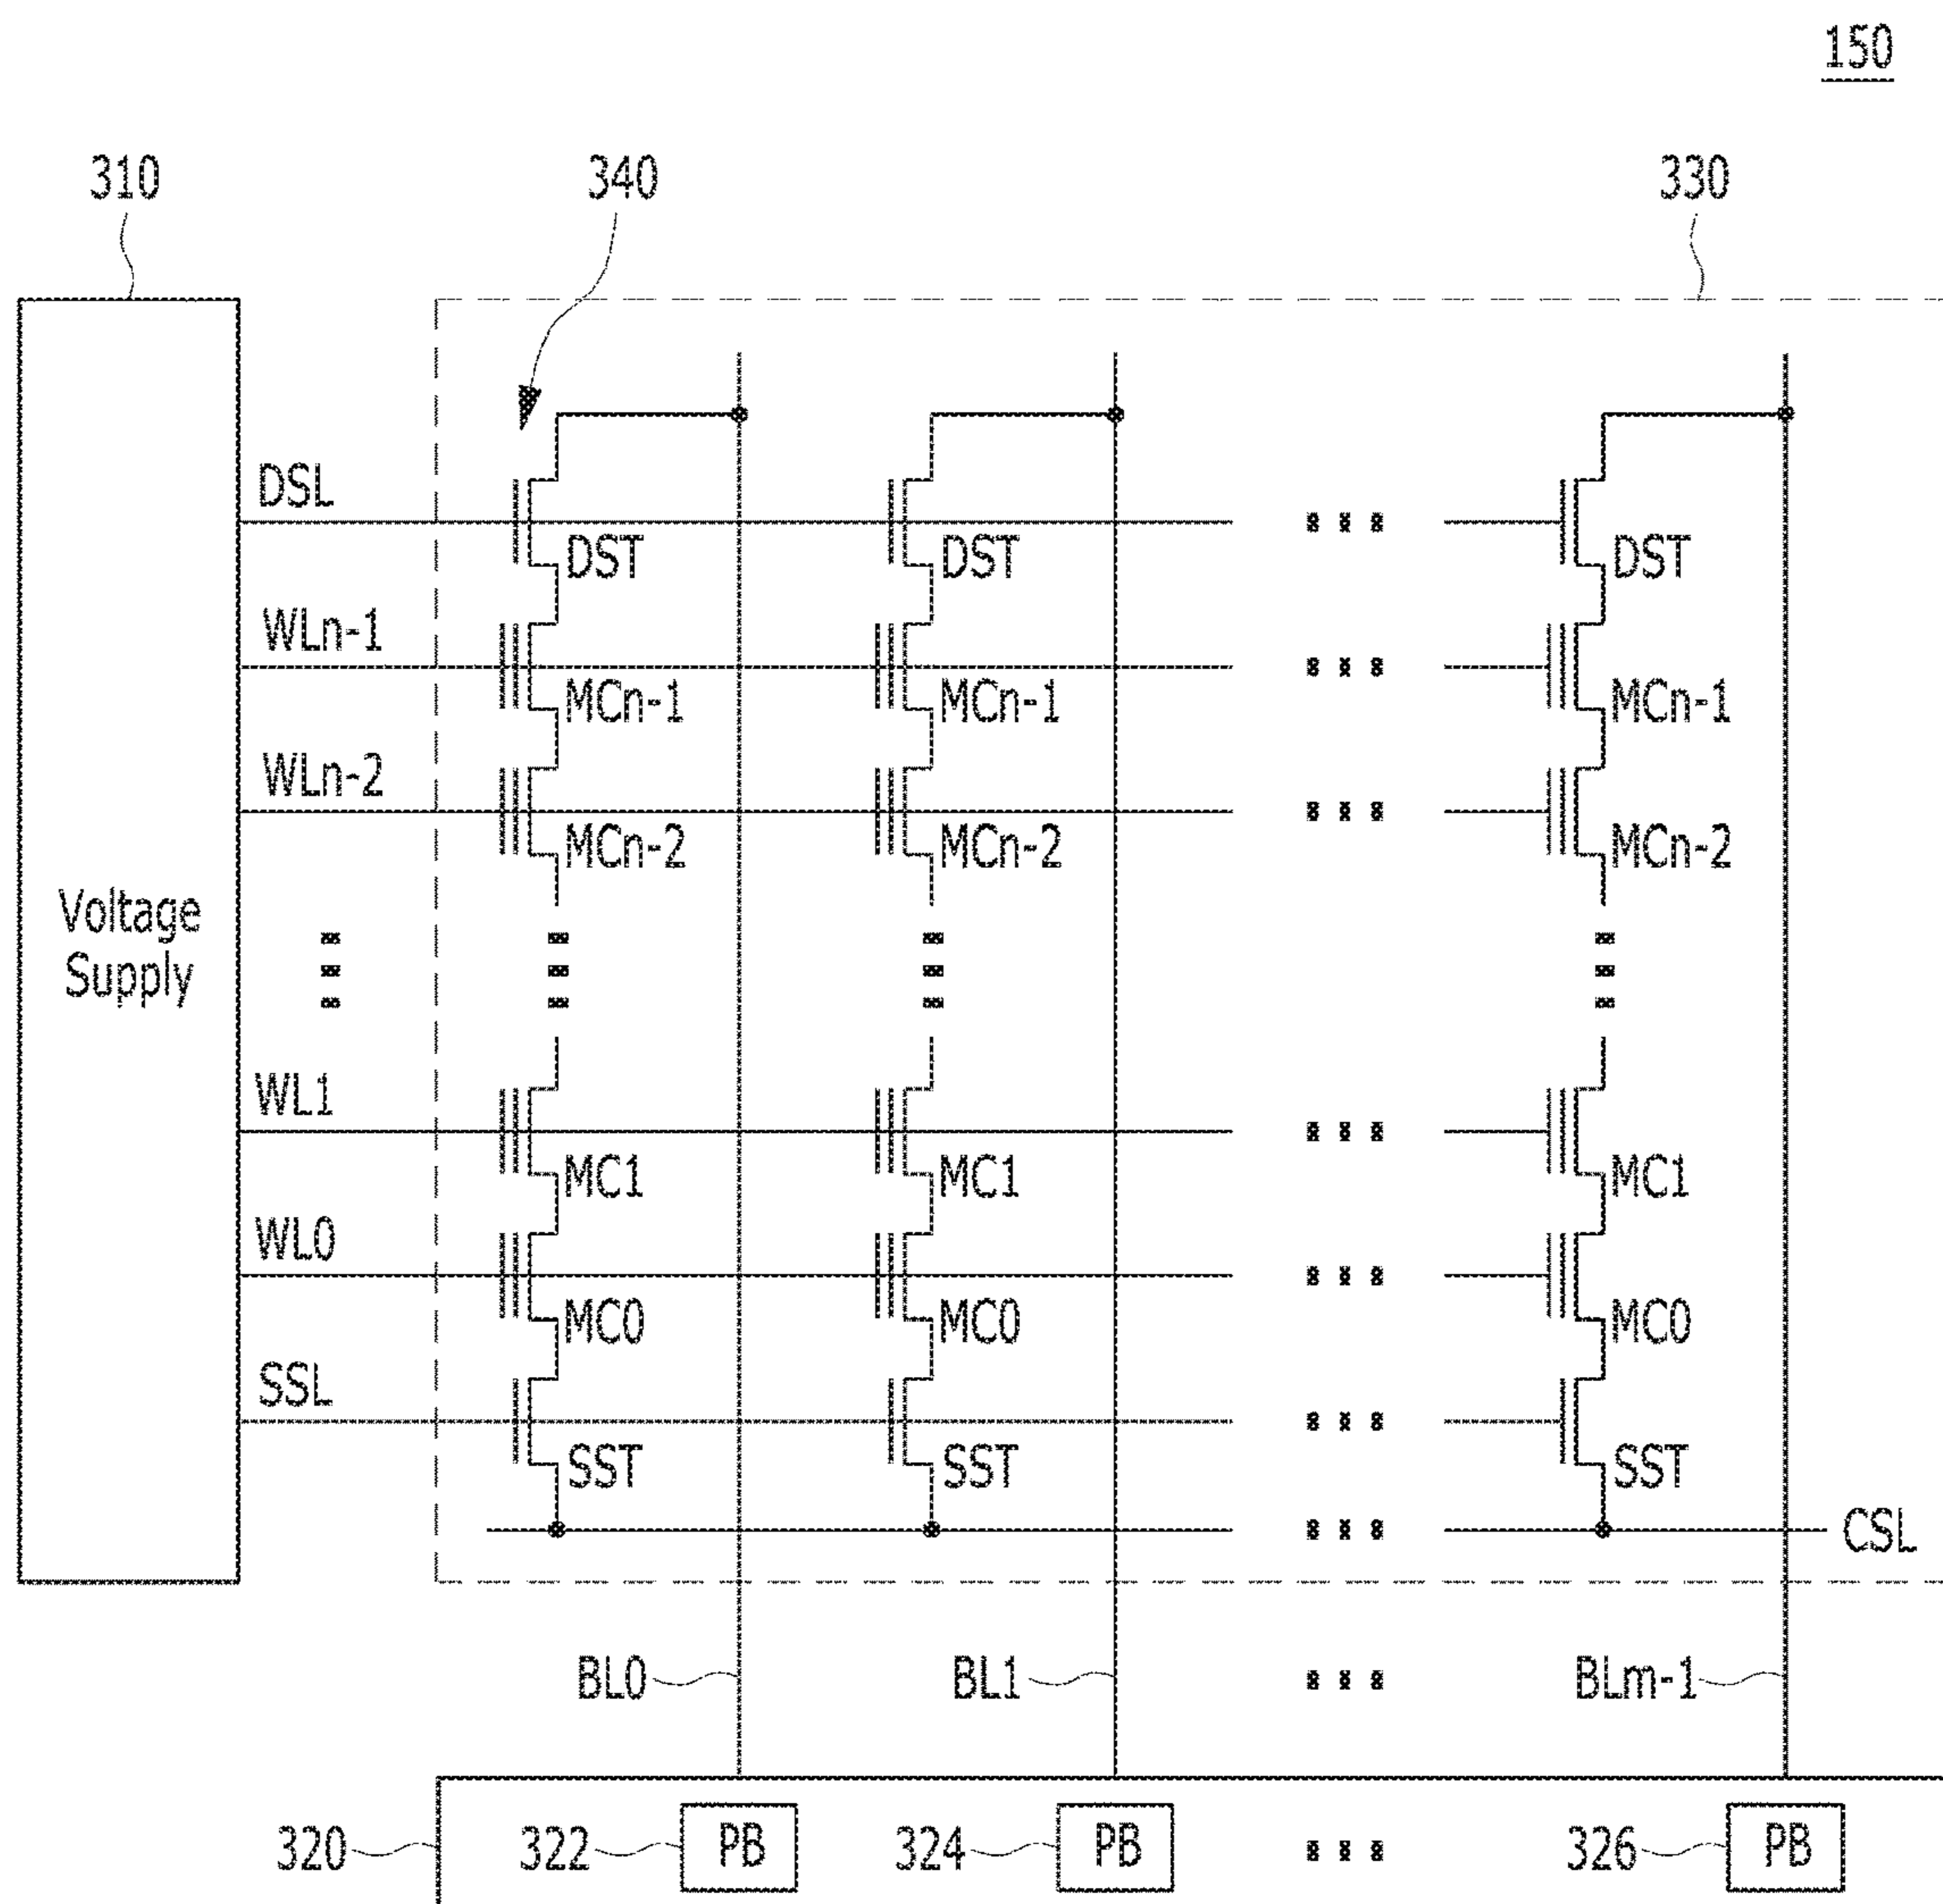 150
310
340
330
DSL
DST
DST
DST
WLn-1
MCn-1
MCn-1
MCn-1
WLn-2
MCn-2
MCn-2
MCn-2
Voltage
Supply
WL1
MC1
MC1
MC1
WL0
MC0
MC0
MC0
SSL
SST
SST
SST
CSL
BL0
BL1
BLm-1
320
322
PB
324
PB
326
PB